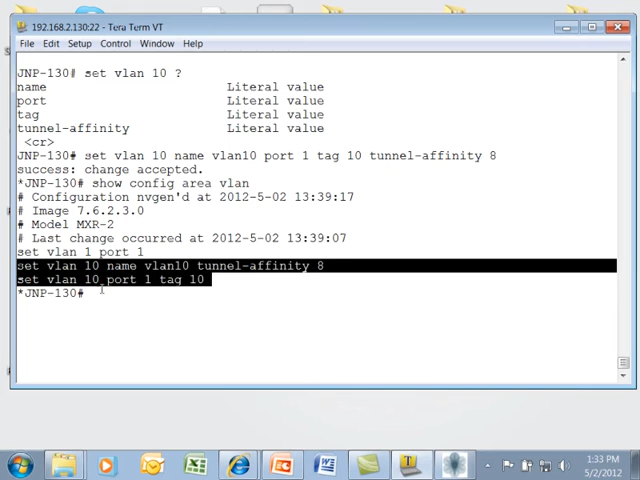 192.168.2.130:22 - Tera Term VT
File Edit Setup Control Window Help
JNP-130# set vlan 10 ?
name Literal value
port Literal value
tag Literal value
tunnel-affinity Literal value
<cr>
JNP-130# set vlan 10 name vlan10 port 1 tag 10 tunnel-affinity 8
success: change accepted.
*JNP-130# show config area vlan
# Configuration nvgen'd at 2012-5-02 13:39:17
# Image 7.6.2.3.0
# Model MXR-2
# Last change occurred at 2012-5-02 13:39:07
set vlan 1 port 1
set vlan 10 name vlan10 tunnel-affinity 8
set vlan 10 port 1 tag 10
*JNP-130#
1:33 PM
5/2/2012